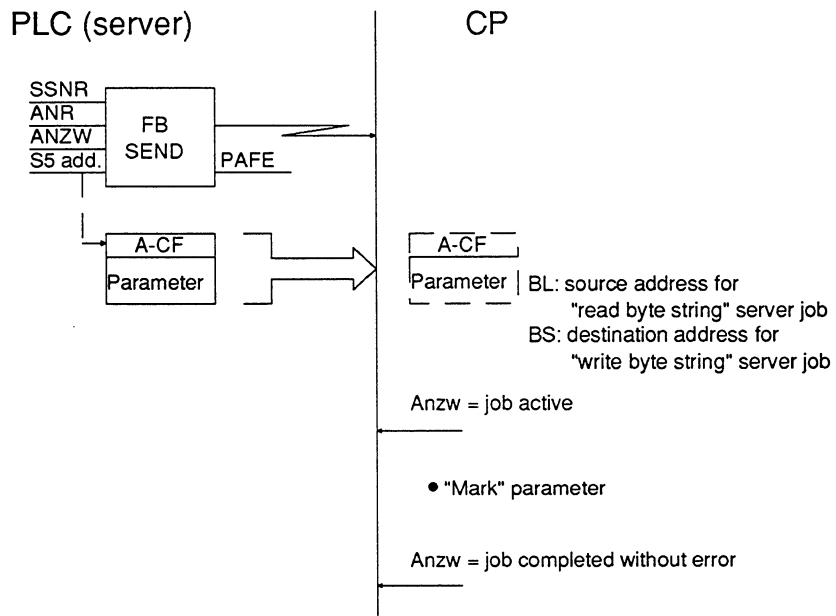 PLC (server)
CP
SSNR
ANR
ANZW
S5 add.
FB
SEND
PAFE
A-CF
Parameter
A-CF
Parameter
BL: source address for
"read byte string" server job
BS: destination address for
"write byte string" server job
Anzw = job active
• "Mark" parameter
Anzw = job completed without error